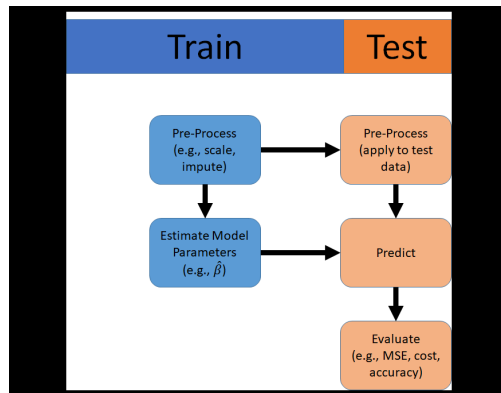 Train
Test
Pre-Process
(e.g., scale,
impute)
Pre-Process
(apply to test
data)
Estimate Model
Parameters
(e.g., β̂)
Predict
Evaluate
(e.g., MSE, cost,
accuracy)